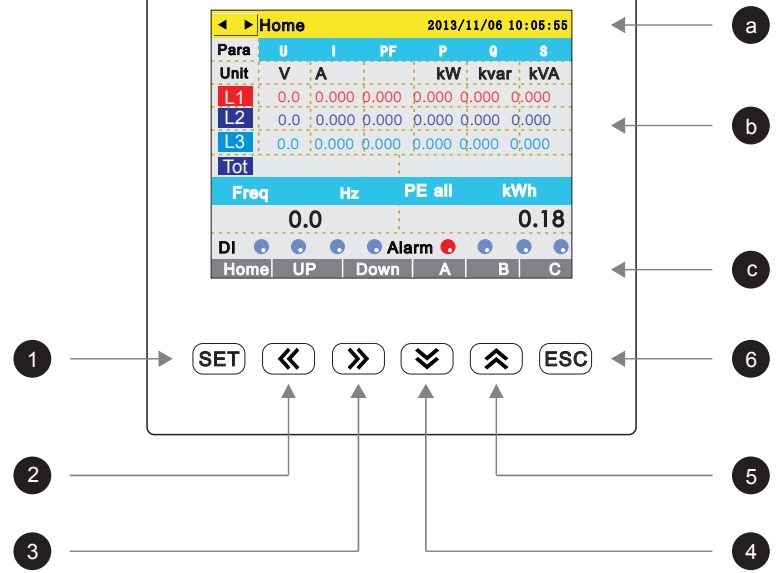 ◄ ► Home 2013/11/06 10:05:55 a
Para U I PF P Q S
Unit V A kW kvar kVA
L1 0.0 0.000 0.000 0.000 0.000 0.000
L2 0.0 0.000 0.000 0.000 0.000 0.000 b
L3 0.0 0.000 0.000 0.000 0.000 0.000
Tot
Freq Hz PE all kWh
0.0 0.18
DI Alarm
Home UP Down A B C c
1 SET « » ESC 6
2 5
3 4